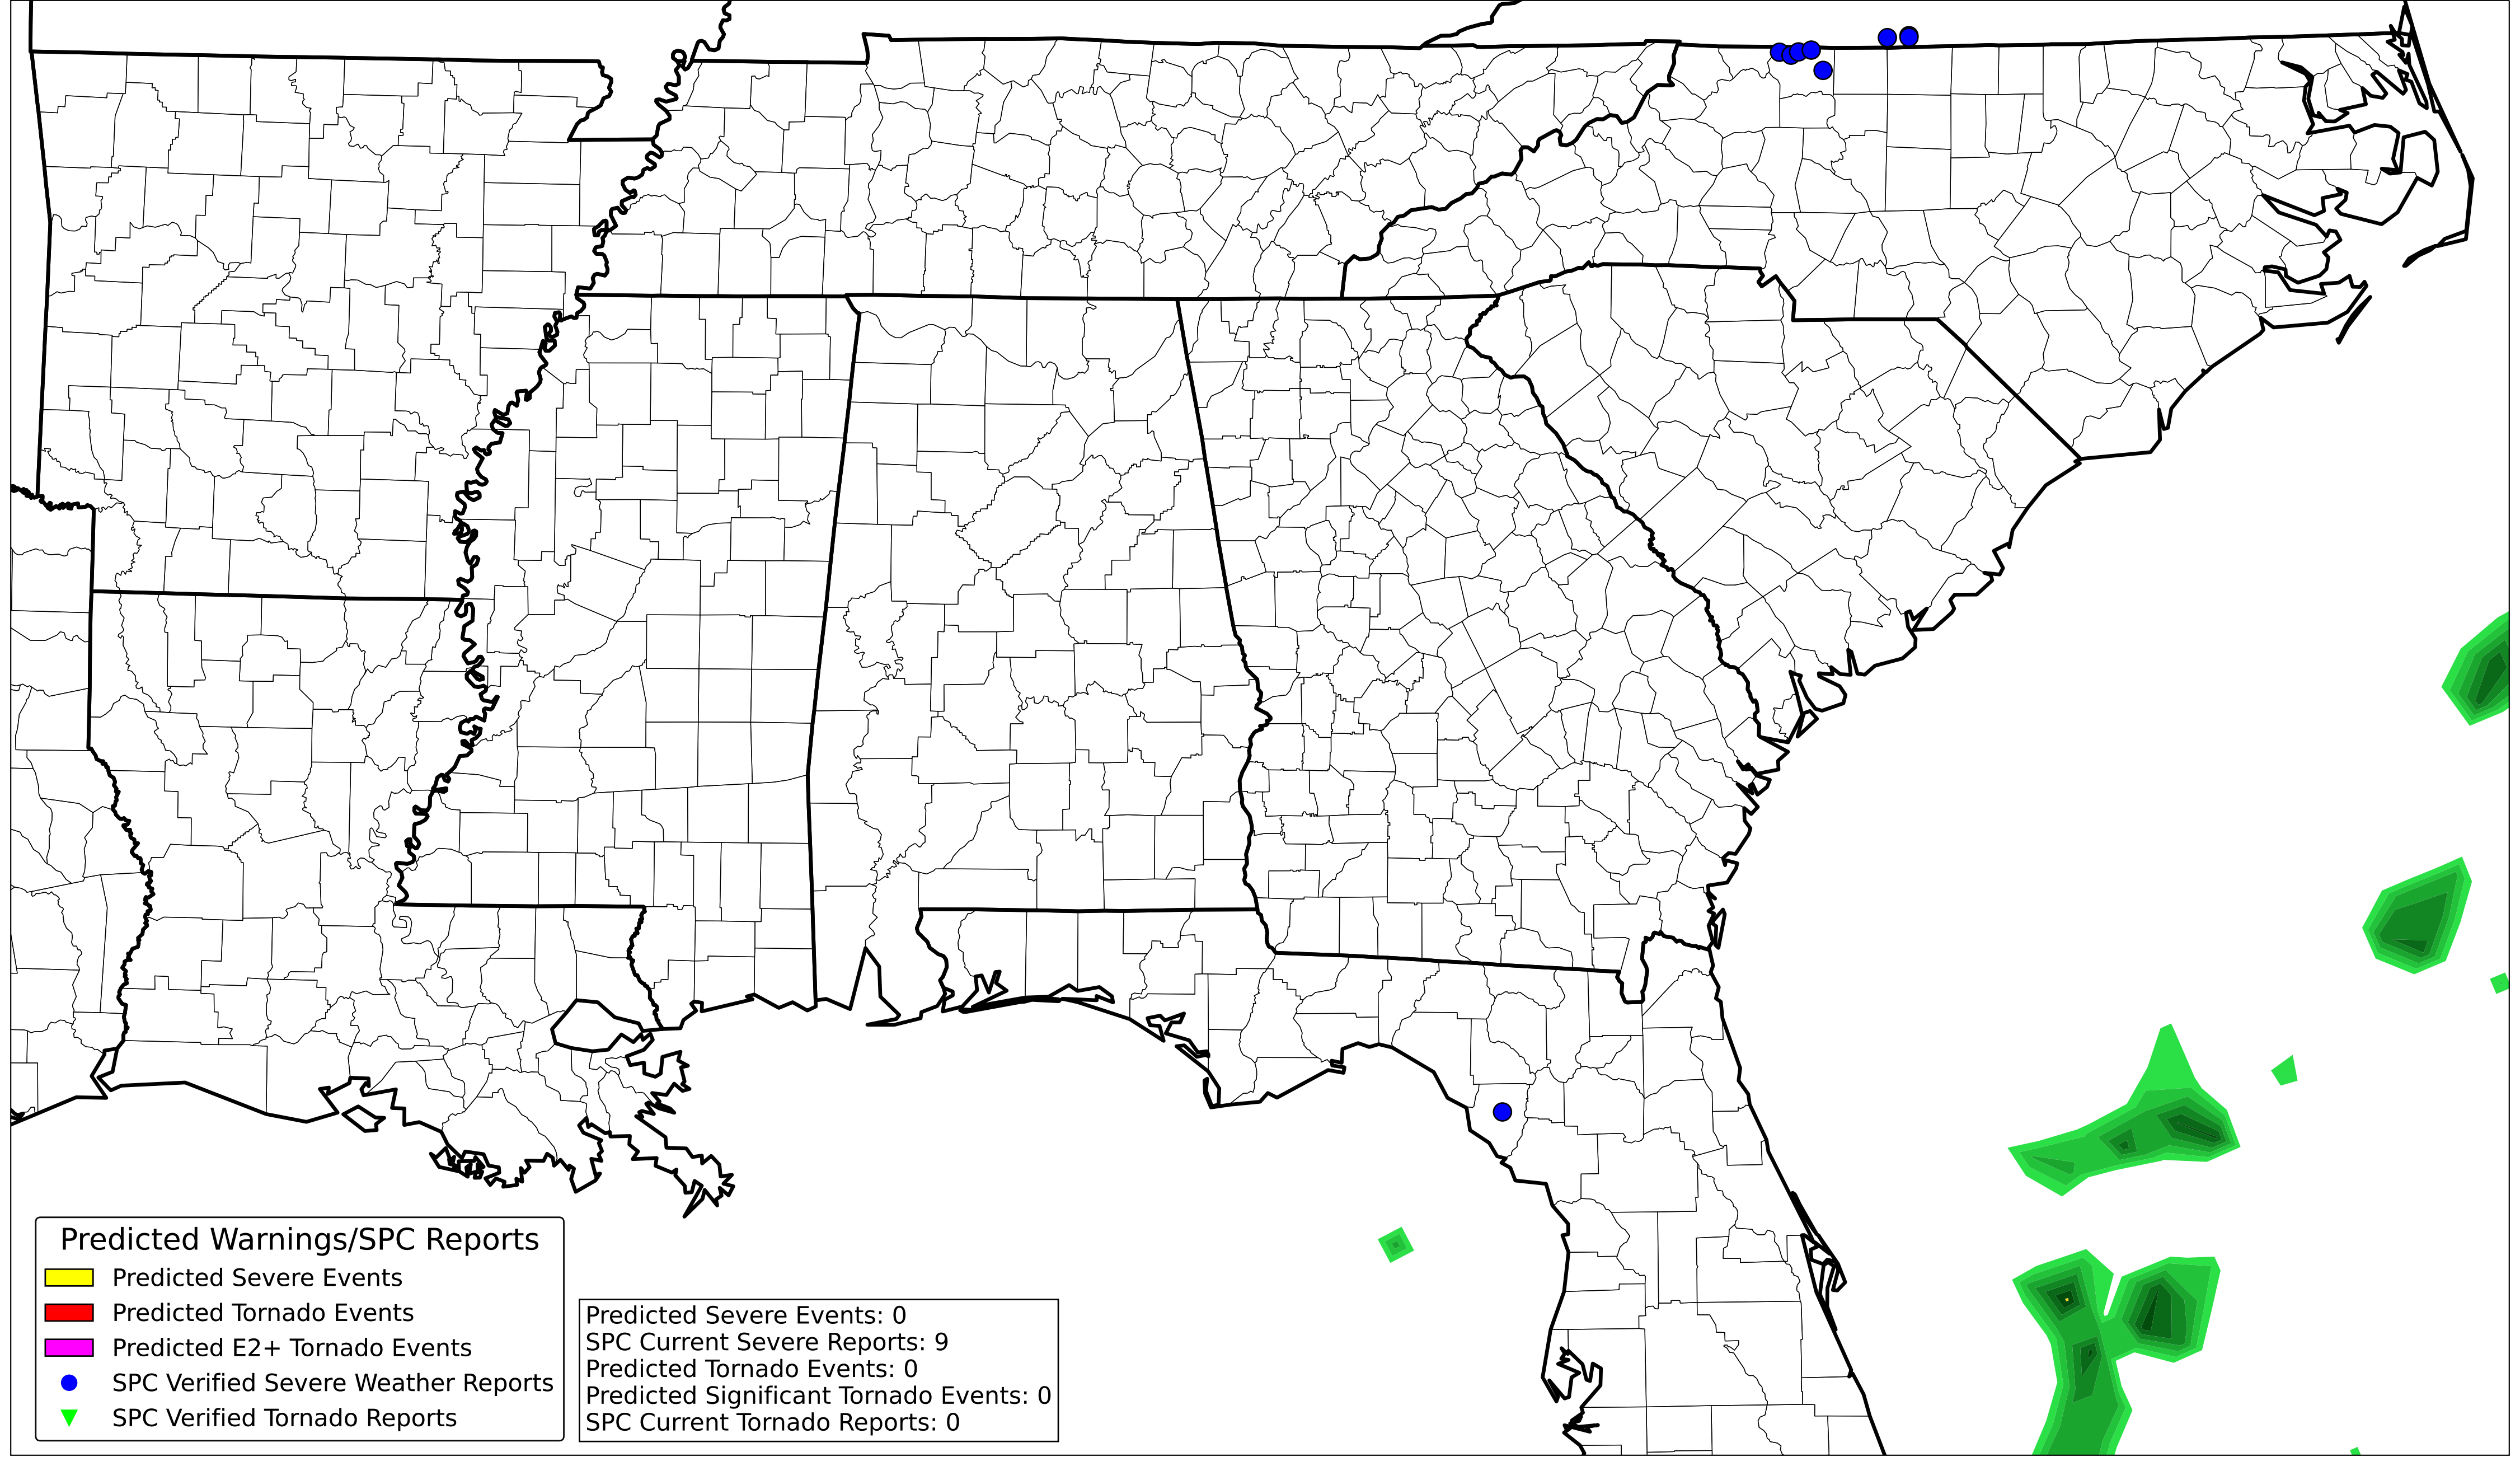 Predicted Warnings/SPC Reports
Predicted Severe Events
Predicted Tornado Events
Predicted E2+ Tornado Events
SPC Verified Severe Weather Reports
SPC Verified Tornado Reports
Predicted Severe Events: 0
SPC Current Severe Reports: 9
Predicted Tornado Events: 0
Predicted Significant Tornado Events: 0
SPC Current Tornado Reports: 0